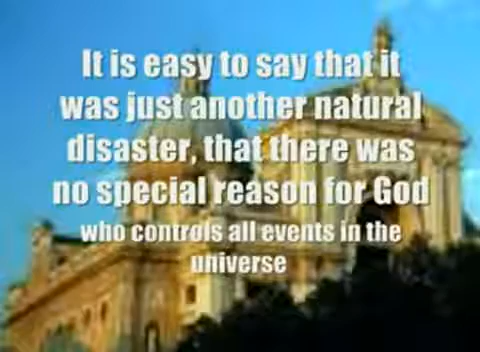 It is easy to say that it
was just another natural
disaster, that there was
no special reason for God
who controls all events in the
universe